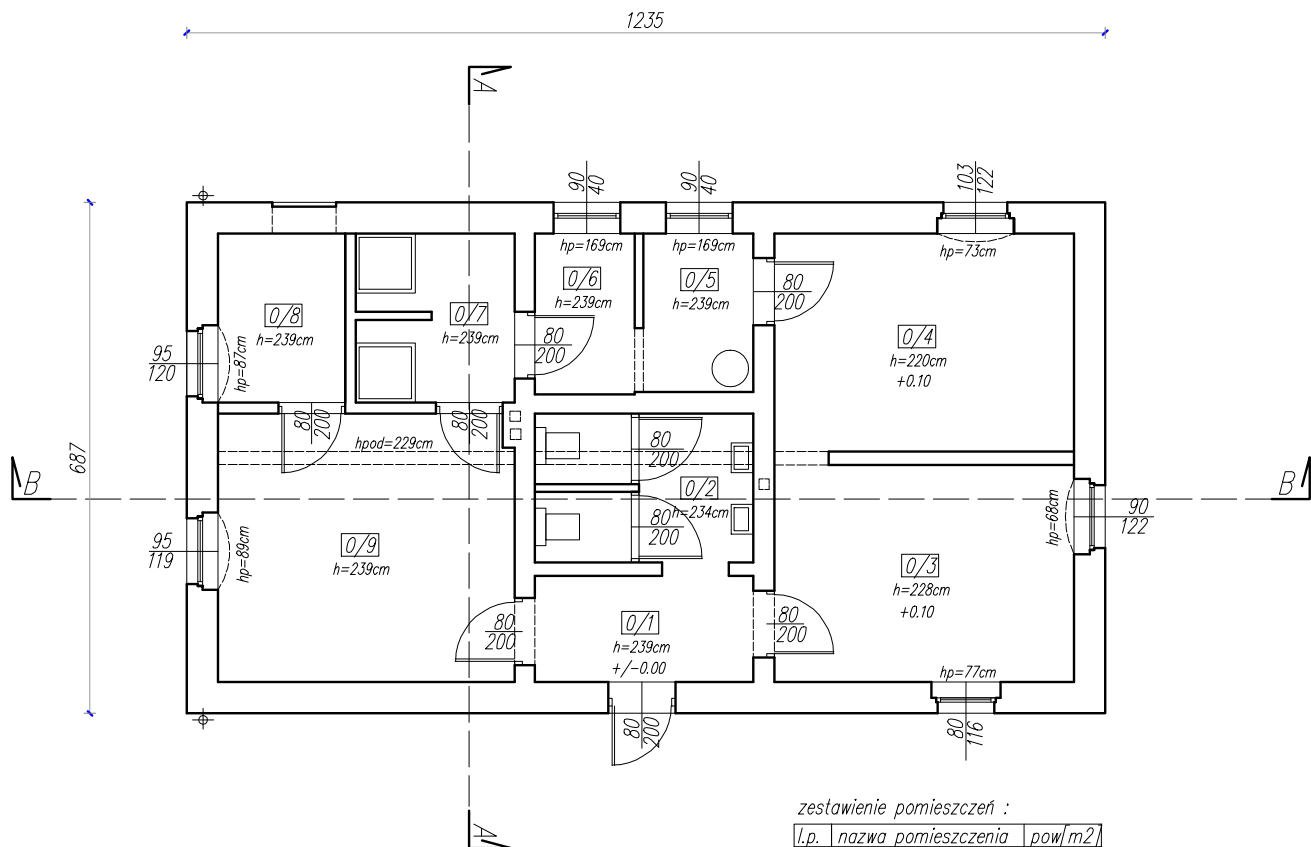 1235
A
90
40
90
40
103
122
hp=169cm
hp=169cm
hp=73cm
0/6
h=239cm
0/5
h=239cm
80
200
0/8
h=239cm
0/7
h=239cm
0/4
h=220cm
+0.10
80
200
95
120
hp=87cm
80
200
80
200
hpod=229cm
80
200
687
B
B
0/2
h=234cm
80
200
hp=68cm
90
122
95
119
hp=89cm
0/9
h=239cm
0/3
h=228cm
+0.10
80
200
0/1
h=239cm
+/-0.00
80
200
hp=77cm
80
200
80
116
A
zestawienie pomieszczeń :
l.p. nazwa pomieszczenia pow[m2]